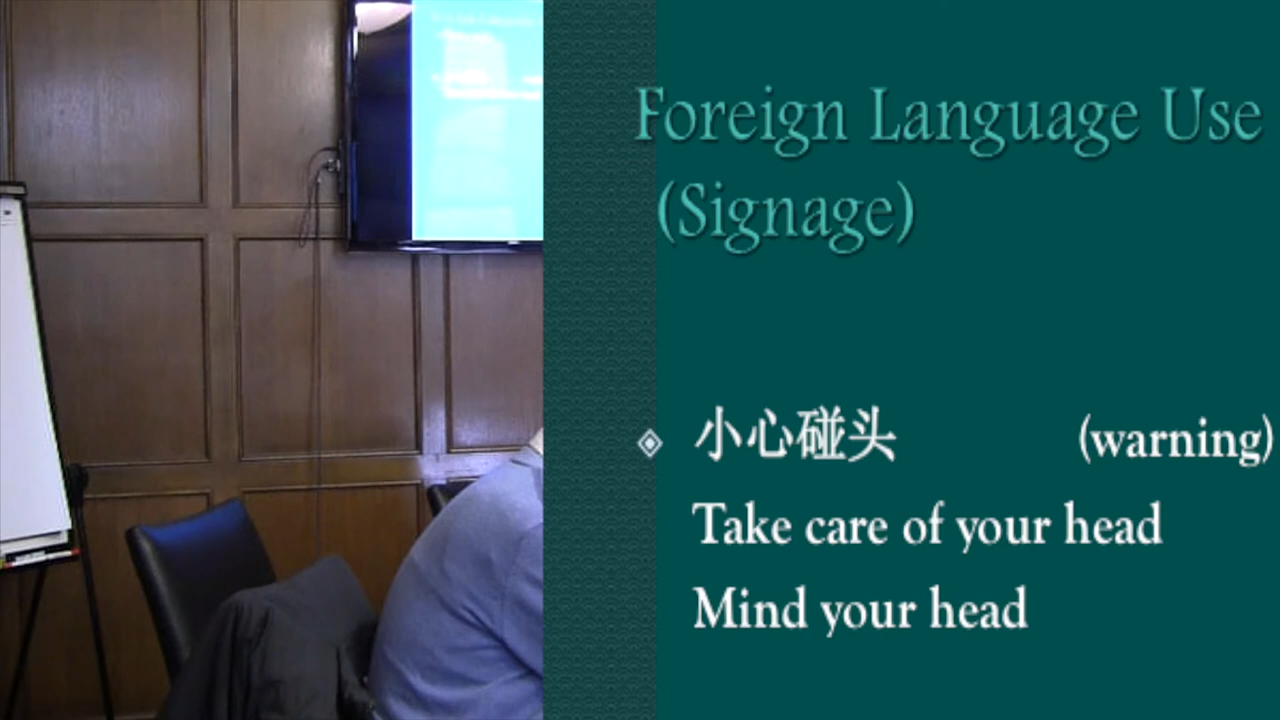 Foreign Language Use
(Signage)
小心碰头 (warning)
Take care of your head
Mind your head